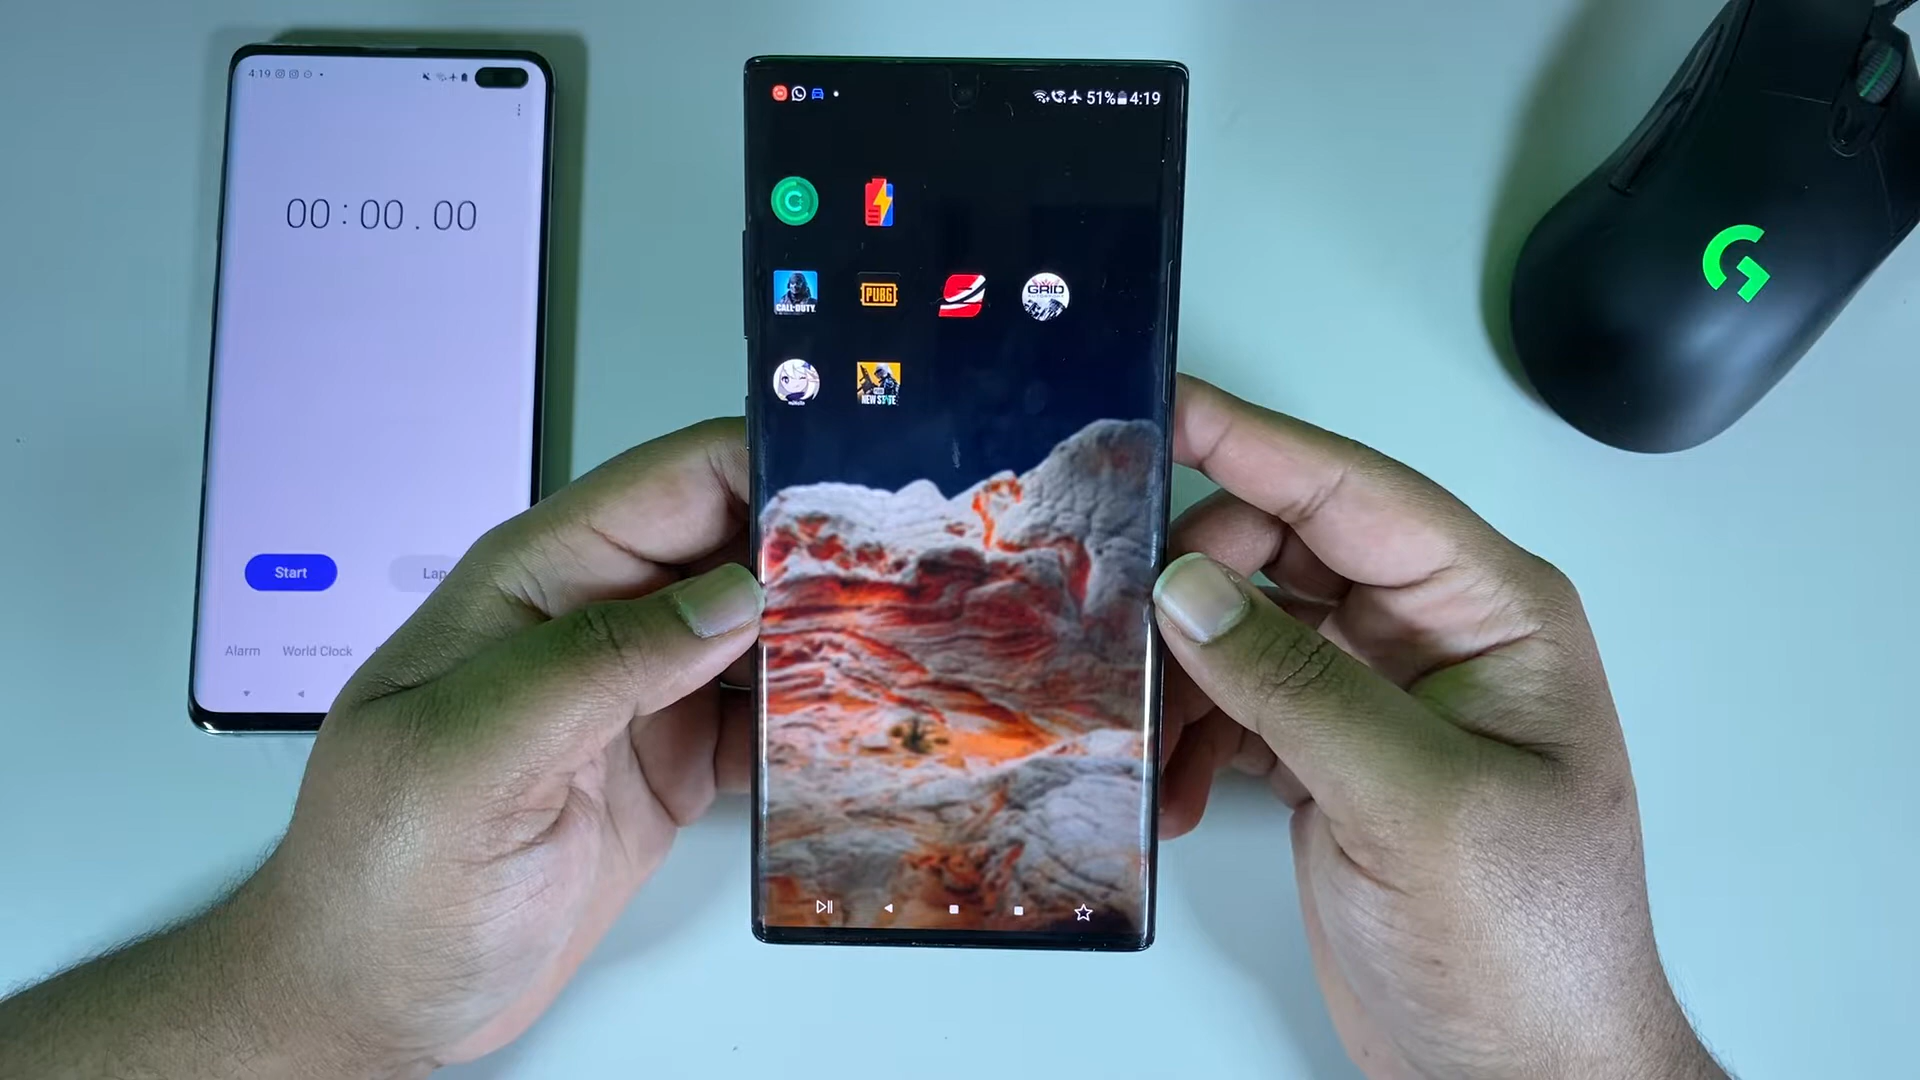 4:19
00:00.00
Start
Lap
Alarm World Clock
51% 4:19
CALL·DUTY
PUBG
GRID
AUTOSPORT
NEW STATE